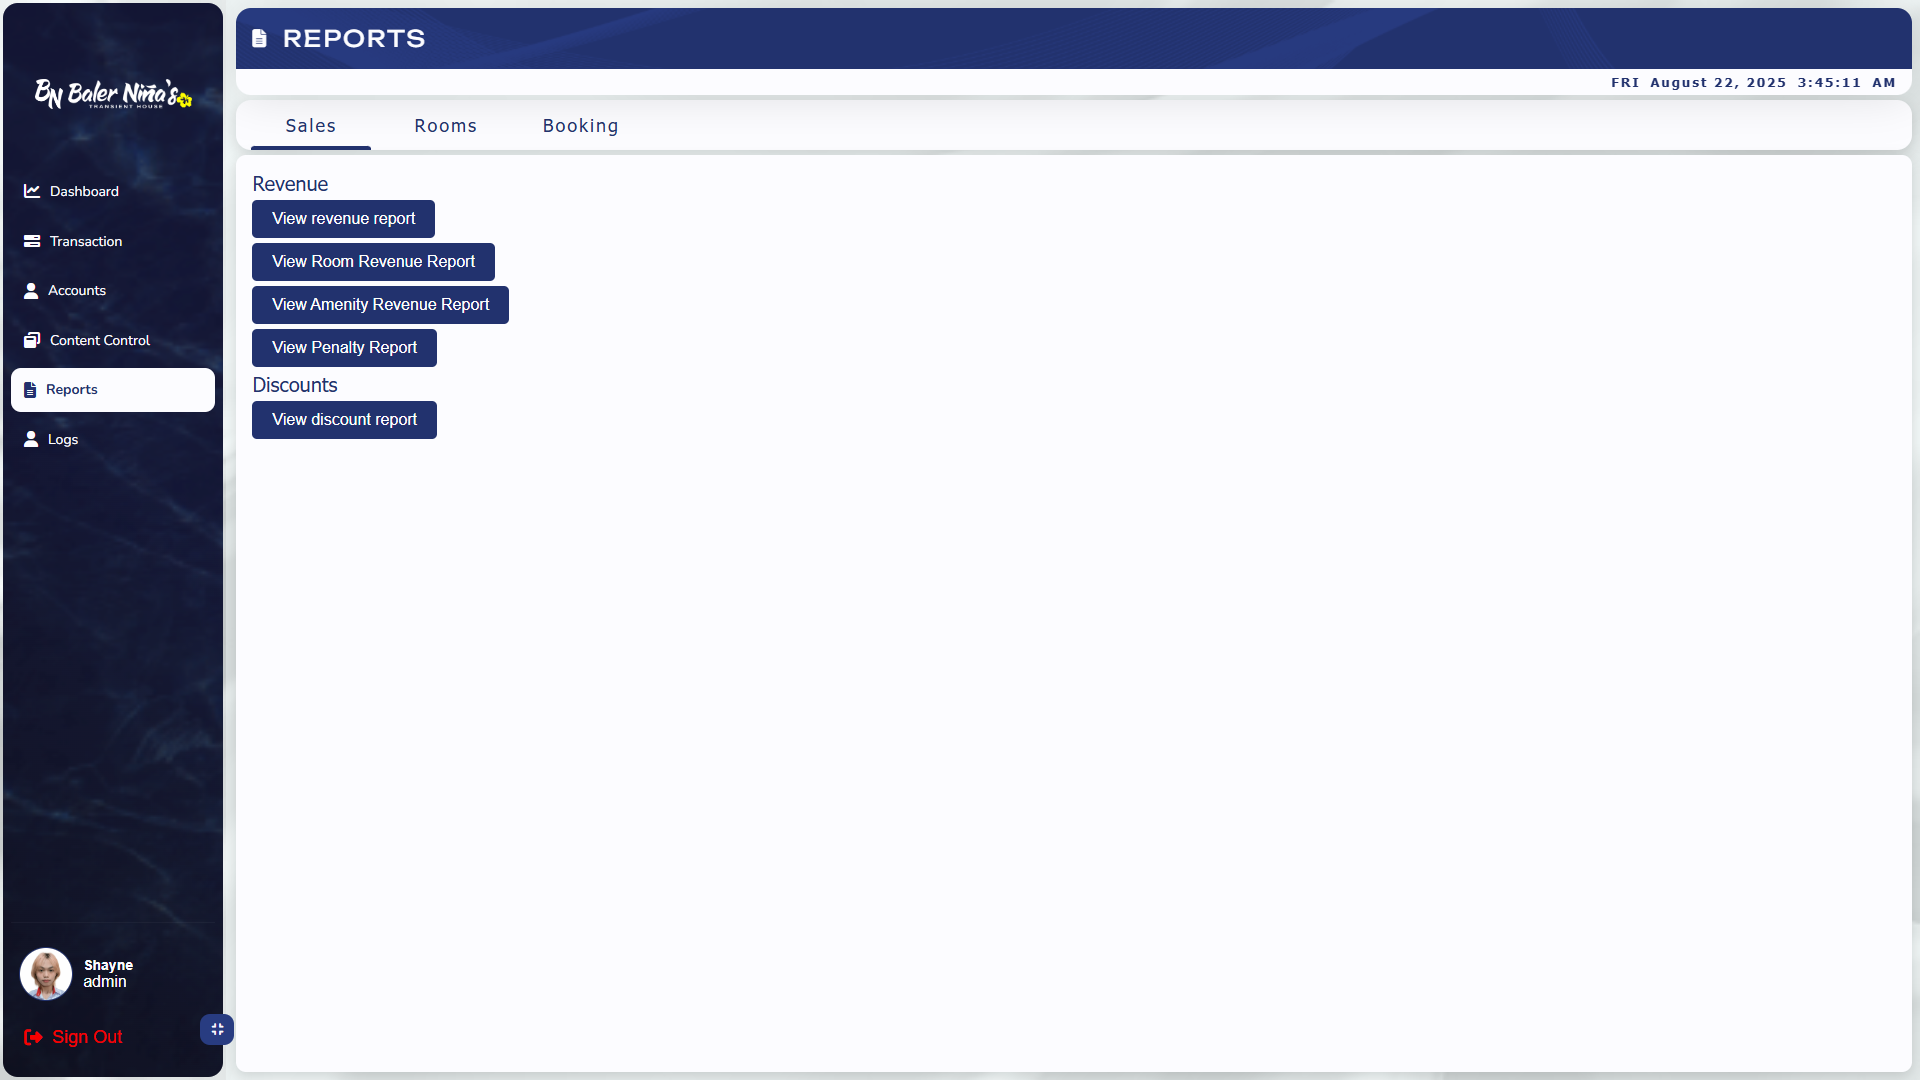 BN Baler Niña's
TRANSIENT HOUSE
Dashboard
Transaction
Accounts
Content Control
Reports
Logs
Shayne
admin
Sign Out
REPORTS
FRI August 22, 2025 3:45:11 AM
Sales Rooms Booking
Revenue
View revenue report
View Room Revenue Report
View Amenity Revenue Report
View Penalty Report
Discounts
View discount report